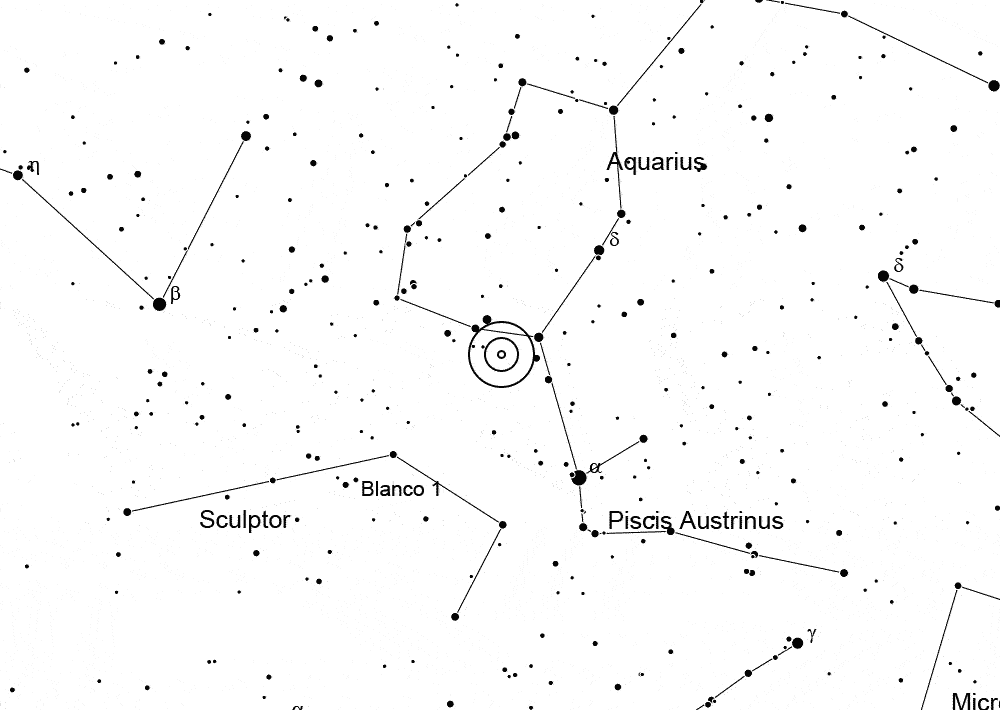 Aquarius
η
δ
δ
β
α
Blanco 1
Sculptor
Piscis Austrinus
γ
Micr
α